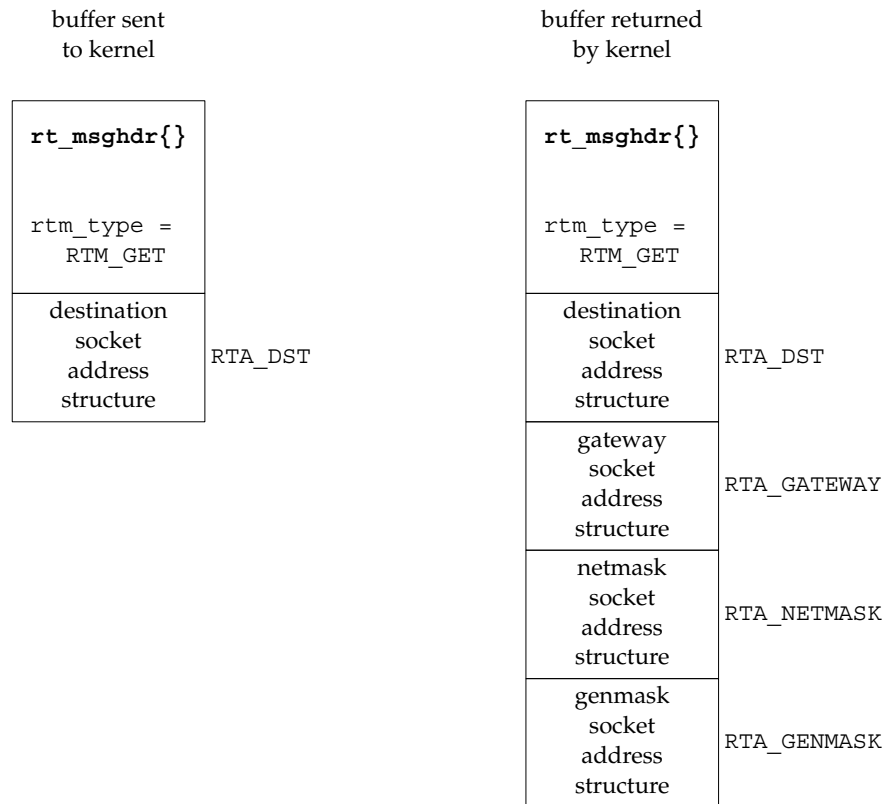 buffer sent
to kernel
rt_msghdr{}
rtm_type =
RTM_GET
destination
socket
address
structure
RTA_DST
buffer returned
by kernel
rt_msghdr{}
rtm_type =
RTM_GET
destination
socket
address
structure
RTA_DST
gateway
socket
address
structure
RTA_GATEWAY
netmask
socket
address
structure
RTA_NETMASK
genmask
socket
address
structure
RTA_GENMASK